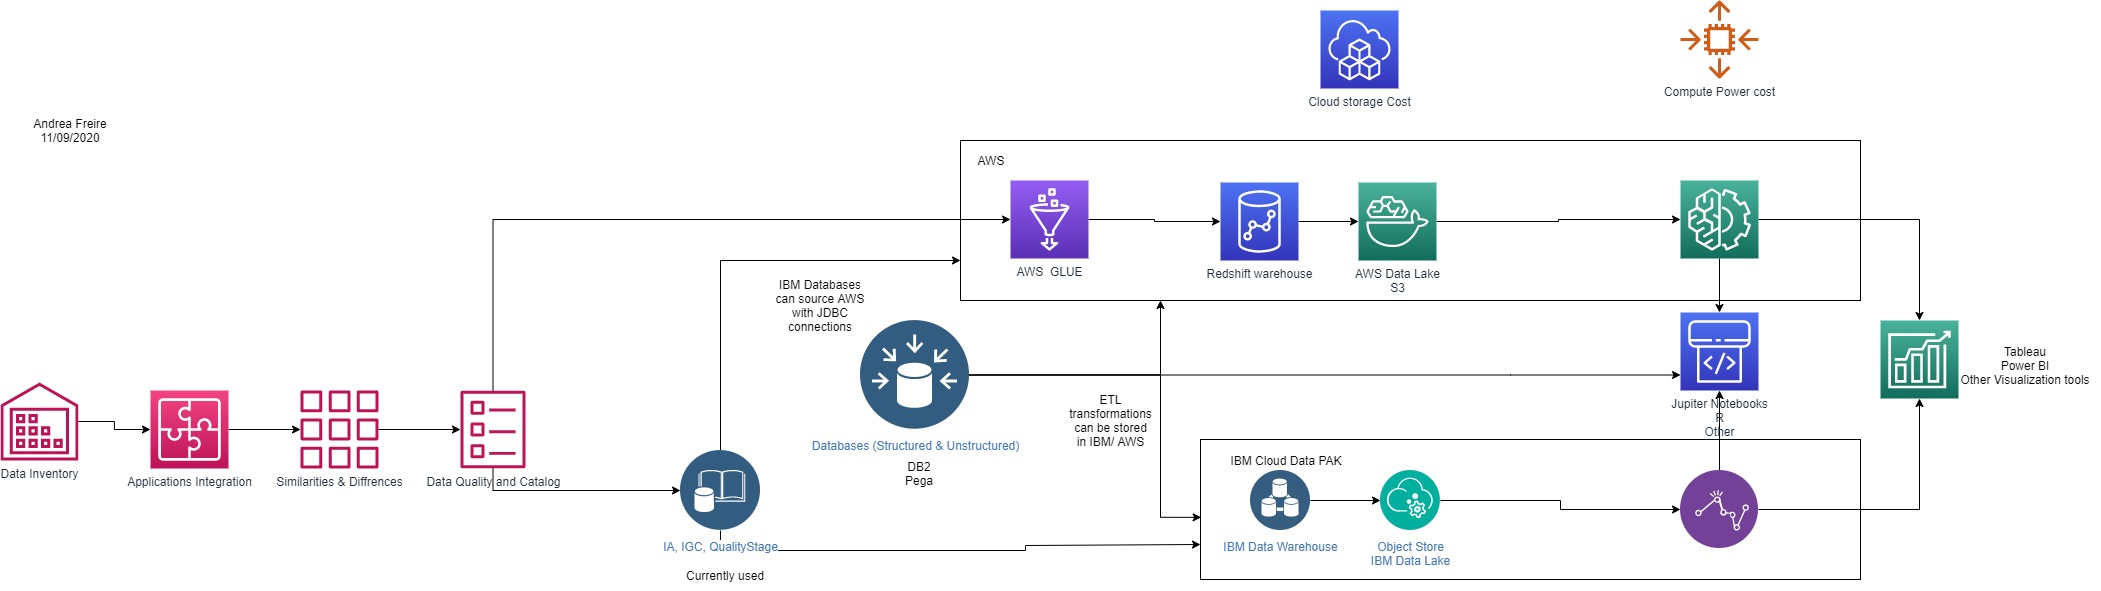 Cloud storage Cost
Compute Power cost
Andrea Freire
11/09/2020
AWS
AWS  GLUE
Redshift warehouse
AWS Data Lake
S3
IBM Databases
can source AWS
with JDBC
connections
Databases (Structured & Unstructured)
DB2
Pega
ETL
transformations
can be stored
in IBM/ AWS
Jupiter Notebooks
R
Other
Tableau
Power BI
Other Visualization tools
Data Inventory
Applications Integration
Similarities & Diffrences
Data Quality and Catalog
IA, IGC, QualityStage
Currently used
IBM Cloud Data PAK
IBM Data Warehouse
Object Store
IBM Data Lake